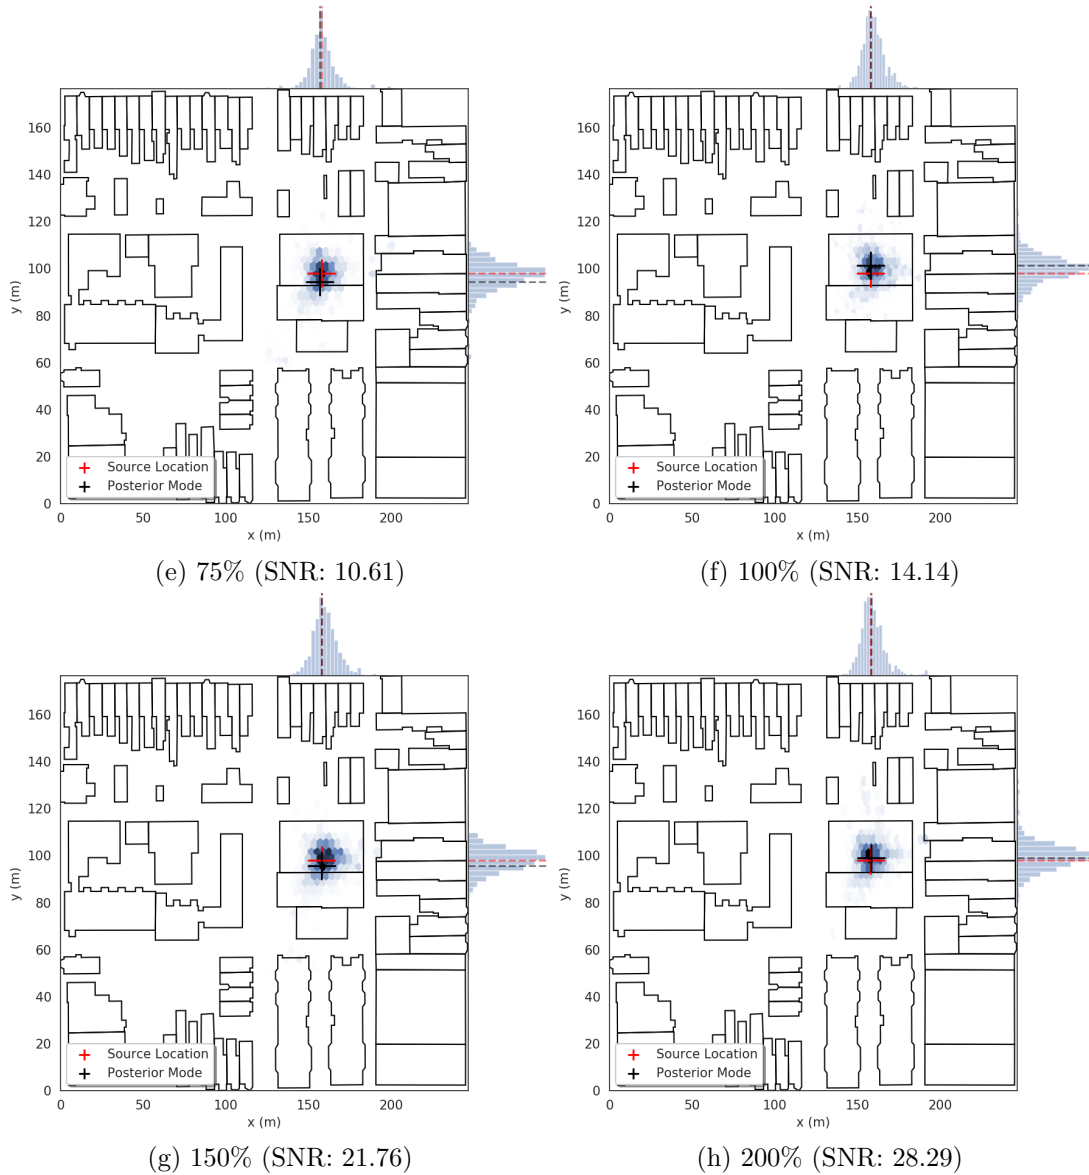 160
140
120
100
80
60
40
20
0
y (m)
0 50 100 150 200
x (m)
Source Location
Posterior Mode
(e) 75% (SNR: 10.61)
160
140
120
100
80
60
40
20
0
y (m)
0 50 100 150 200
x (m)
Source Location
Posterior Mode
(f) 100% (SNR: 14.14)
160
140
120
100
80
60
40
20
0
y (m)
0 50 100 150 200
x (m)
Source Location
Posterior Mode
(g) 150% (SNR: 21.76)
160
140
120
100
80
60
40
20
0
y (m)
0 50 100 150 200
x (m)
Source Location
Posterior Mode
(h) 200% (SNR: 28.29)